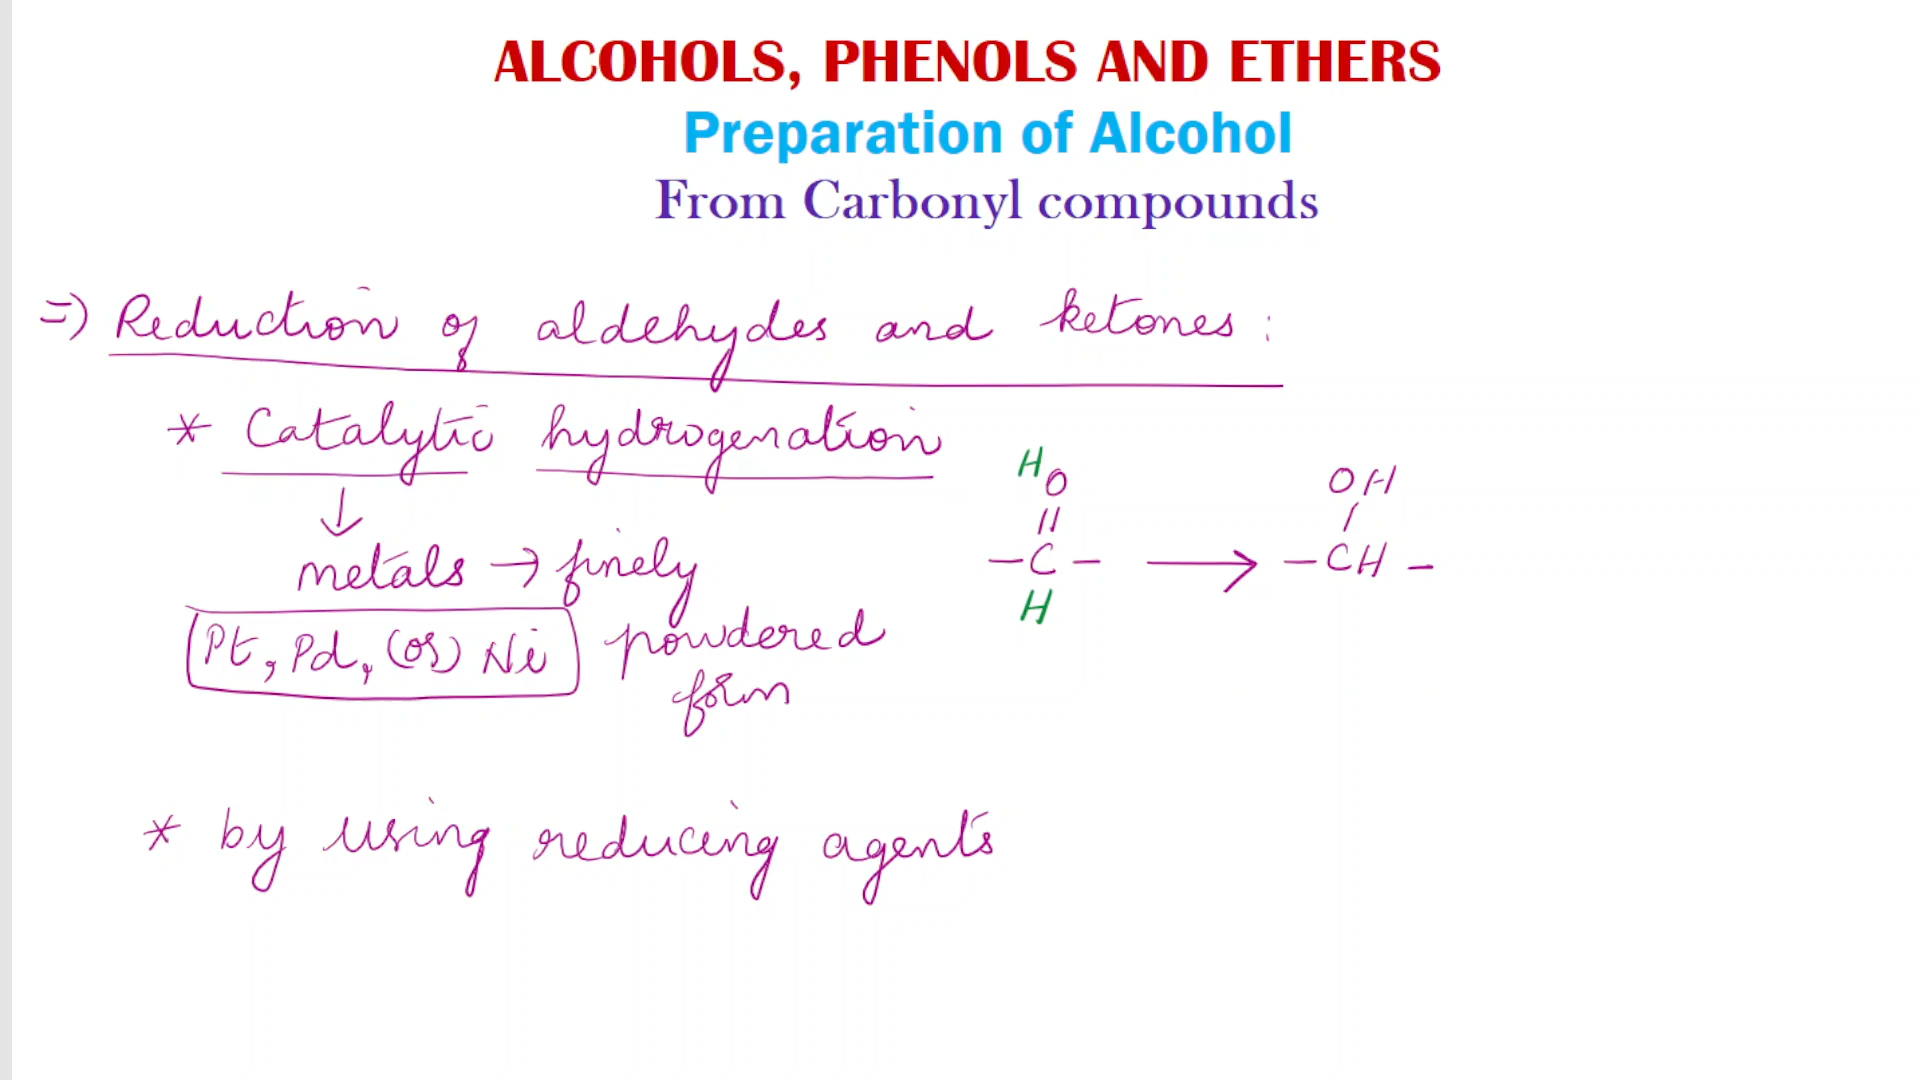 ALCOHOLS, PHENOLS AND ETHERS
Preparation of Alcohol
From Carbonyl compounds
=) Reduction of aldehydes and ketones :
* Catalytic hydrogenation
↓
metals → finely
Pt, Pd, (or) Ni powdered
form
H
O
||
-C- → -CH-
H
OH
/
* by using reducing agents